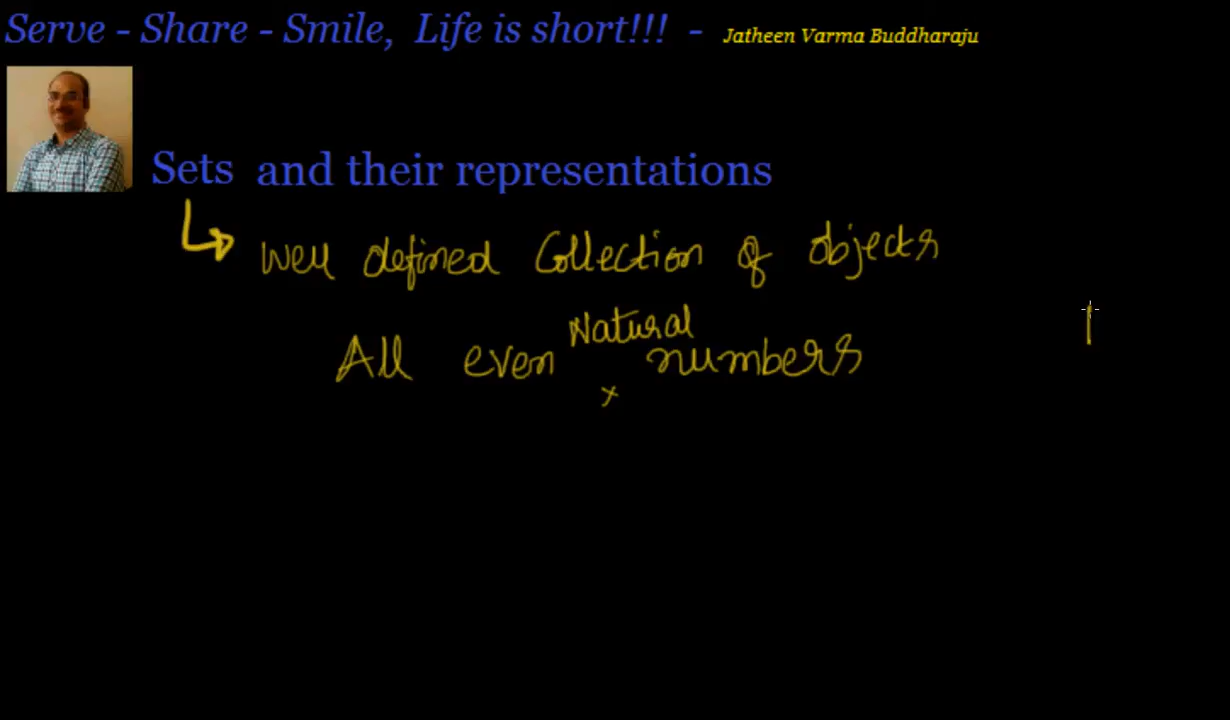 Serve - Share - Smile, Life is short!!! - Jatheen Varma Buddharaju
Sets and their representations
Well defined Collection of objects
All even Natural numbers